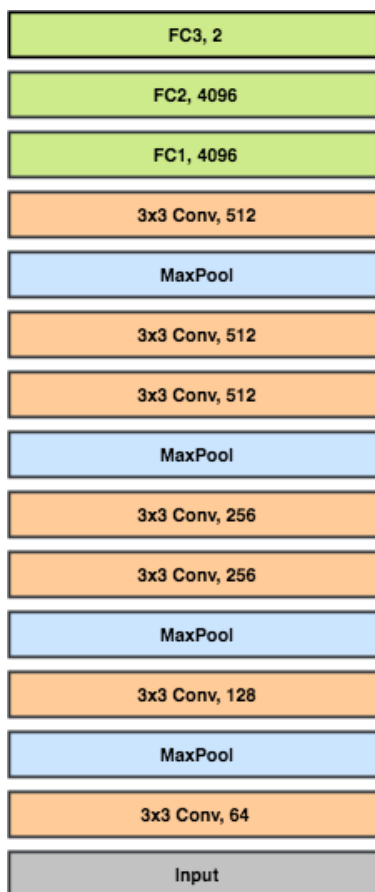 FC3, 2
FC2, 4096
FC1, 4096
3x3 Conv, 512
MaxPool
3x3 Conv, 512
3x3 Conv, 512
MaxPool
3x3 Conv, 256
3x3 Conv, 256
MaxPool
3x3 Conv, 128
MaxPool
3x3 Conv, 64
Input